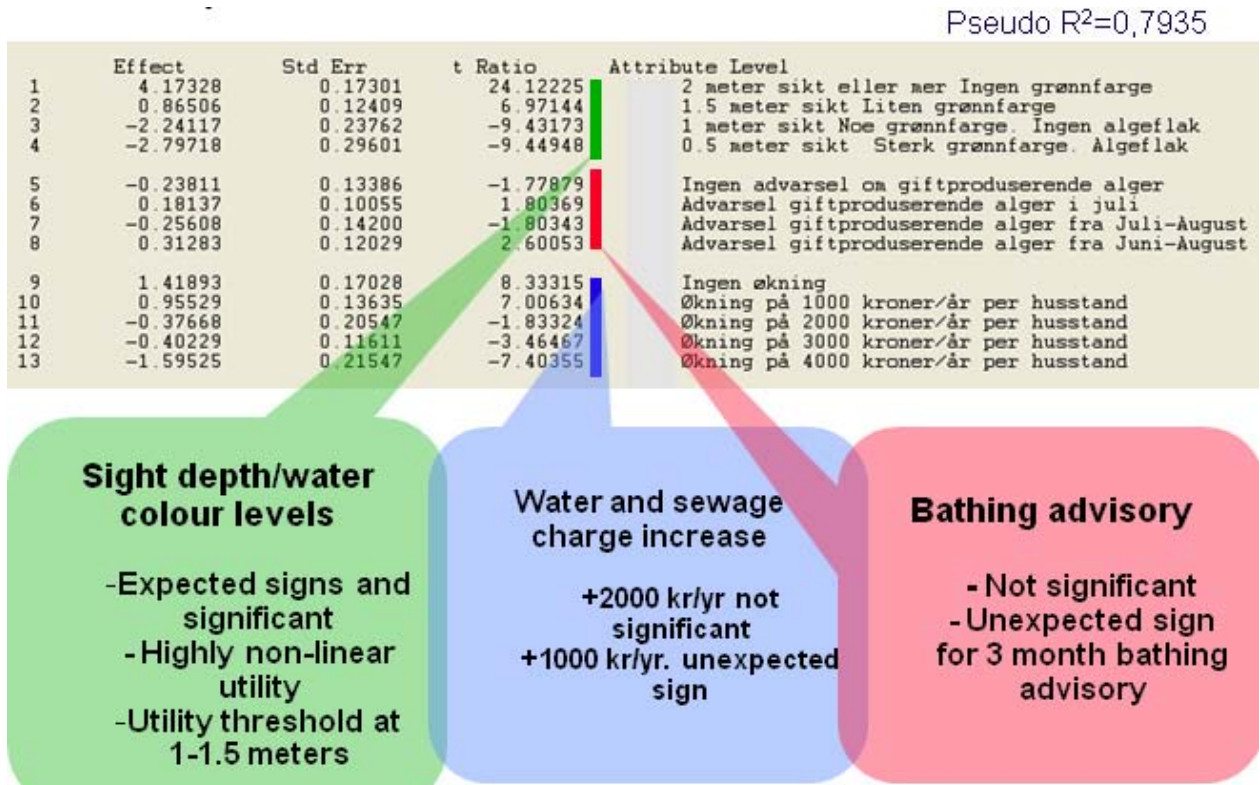 Pseudo R²=0,7935
Effect Std Err t Ratio Attribute Level
1 4.17328 0.17301 24.12225 2 meter sikt eller mer Ingen grønnfarge
2 0.86506 0.12409 6.97144 1.5 meter sikt Liten grønnfarge
3 -2.24117 0.23762 -9.43173 1 meter sikt Noe grønnfarge. Ingen algeflak
4 -2.79718 0.29601 -9.44948 0.5 meter sikt Sterk grønnfarge. Algeflak
5 -0.23811 0.13386 -1.77879 Ingen advarsel om giftproduserende alger
6 0.18137 0.10055 1.80369 Advarsel giftproduserende alger i juli
7 -0.25608 0.14200 -1.80343 Advarsel giftproduserende alger fra Juli-August
8 0.31283 0.12029 2.60053 Advarsel giftproduserende alger fra Juni-August
9 1.41893 0.17028 8.33315 Ingen økning
10 0.95529 0.13635 7.00634 Økning på 1000 kroner/år per husstand
11 -0.37668 0.20547 -1.83324 Økning på 2000 kroner/år per husstand
12 -0.40229 0.11611 -3.46467 Økning på 3000 kroner/år per husstand
13 -1.59525 0.21547 -7.40355 Økning på 4000 kroner/år per husstand
Sight depth/water
colour levels
-Expected signs and
significant
-Highly non-linear
utility
-Utility threshold at
1-1.5 meters
Water and sewage
charge increase
+2000 kr/yr not
significant
+1000 kr/yr. unexpected
sign
Bathing advisory
- Not significant
-Unexpected sign
for 3 month bathing
advisory